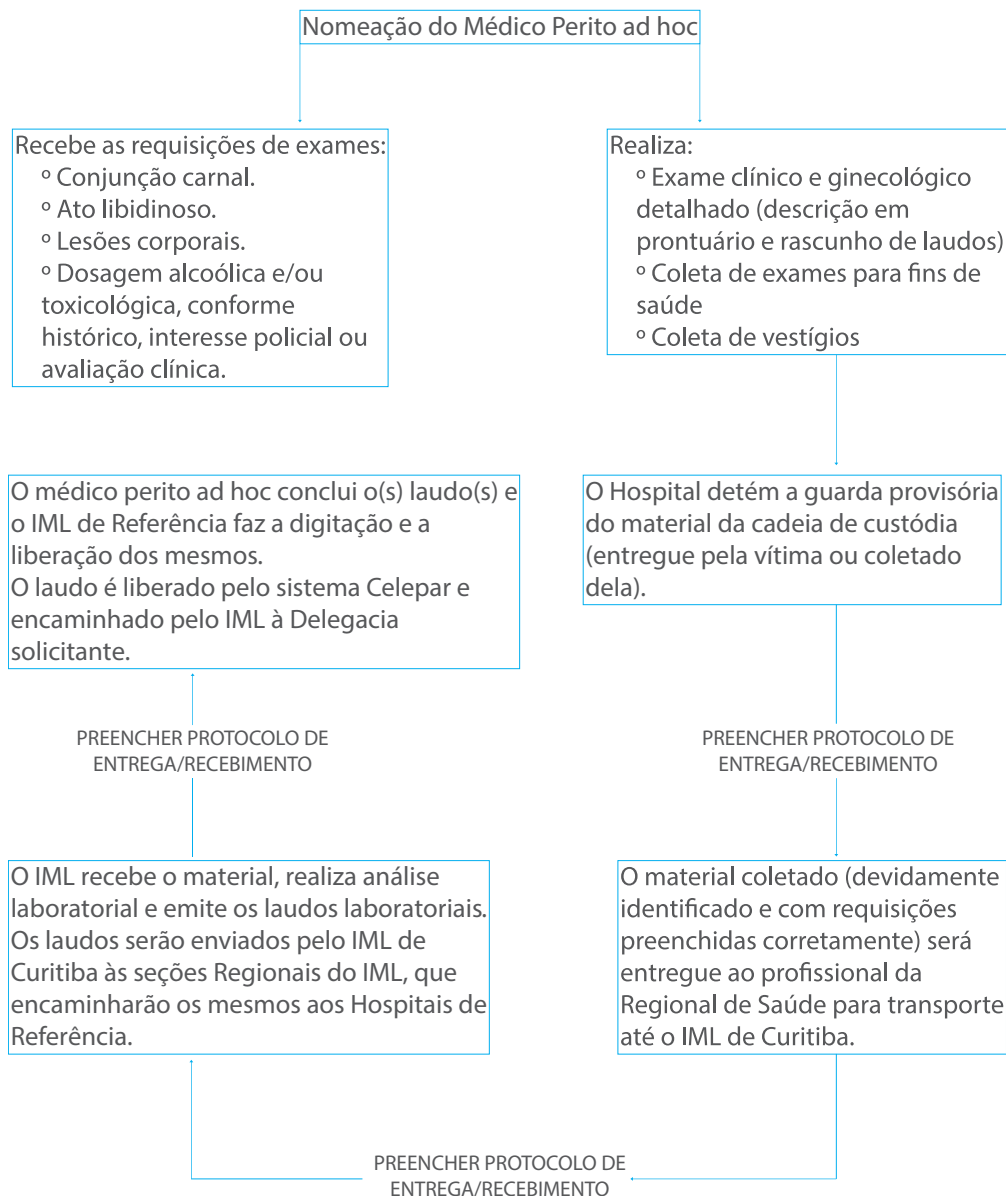 Nomeação do Médico Perito ad hoc
Recebe as requisições de exames:
º Conjunção carnal.
º Ato libidinoso.
º Lesões corporais.
º Dosagem alcoólica e/ou
toxicológica, conforme
histórico, interesse policial ou
avaliação clínica.
Realiza:
º Exame clínico e ginecológico
detalhado (descrição em
prontuário e rascunho de laudos)
º Coleta de exames para fins de
saúde
º Coleta de vestígios
O Hospital detém a guarda provisória
do material da cadeia de custódia
(entregue pela vítima ou coletado
dela).
PREENCHER PROTOCOLO DE
ENTREGA/RECEBIMENTO
O material coletado (devidamente
identificado e com requisições
preenchidas corretamente) será
entregue ao profissional da
Regional de Saúde para transporte
até o IML de Curitiba.
PREENCHER PROTOCOLO DE
ENTREGA/RECEBIMENTO
O IML recebe o material, realiza análise
laboratorial e emite os laudos laboratoriais.
Os laudos serão enviados pelo IML de
Curitiba às seções Regionais do IML, que
encaminharão os mesmos aos Hospitais de
Referência.
PREENCHER PROTOCOLO DE
ENTREGA/RECEBIMENTO
O médico perito ad hoc conclui o(s) laudo(s) e
o IML de Referência faz a digitação e a
liberação dos mesmos.
O laudo é liberado pelo sistema Celepar e
encaminhado pelo IML à Delegacia
solicitante.